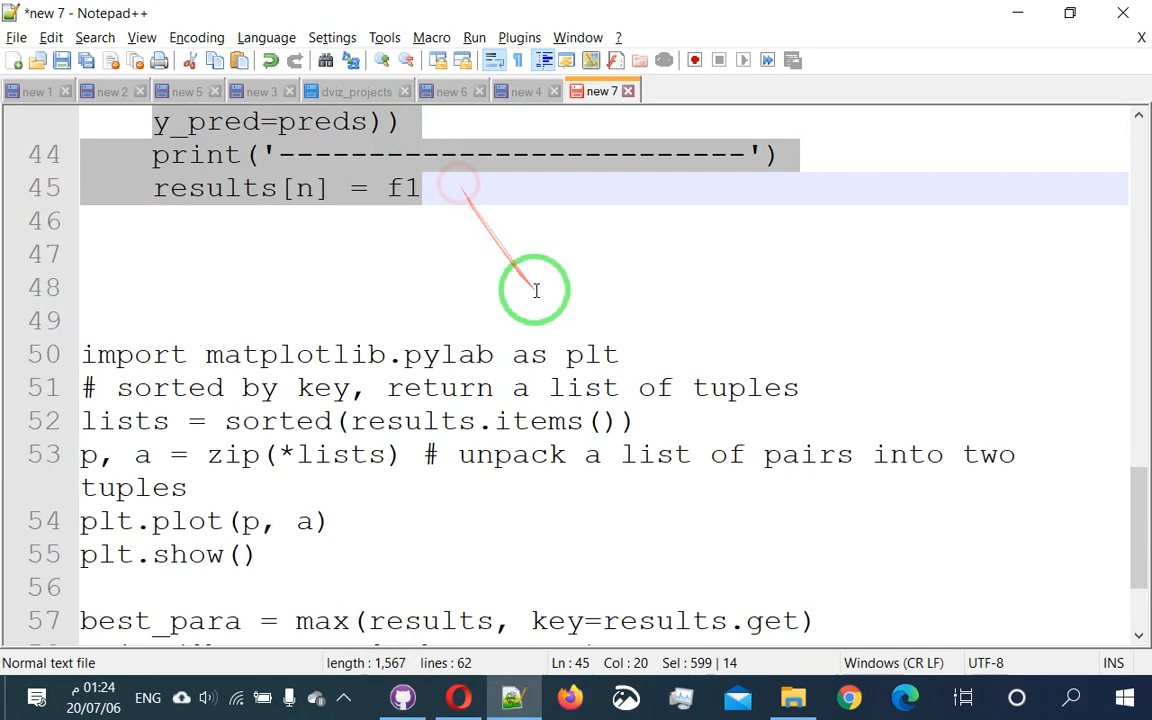 *new 7 - Notepad++
File Edit Search View Encoding Language Settings Tools Macro Run Plugins Window ? X
new 1 new 2 new 5 new 3 dviz_projects new 6 new 4 new 7
y_pred=preds))
44 print('--------------------------')
45 results[n] = f1
46
47
48
49
50 import matplotlib.pylab as plt
51 # sorted by key, return a list of tuples
52 lists = sorted(results.items())
53 p, a = zip(*lists) # unpack a list of pairs into two
tuples
54 plt.plot(p, a)
55 plt.show()
56
57 best_para = max(results, key=results.get)
Normal text file length : 1,567 lines : 62 Ln : 45 Col : 20 Sel : 599 | 14 Windows (CR LF) UTF-8 INS
01:24 م ENG
20/07/06